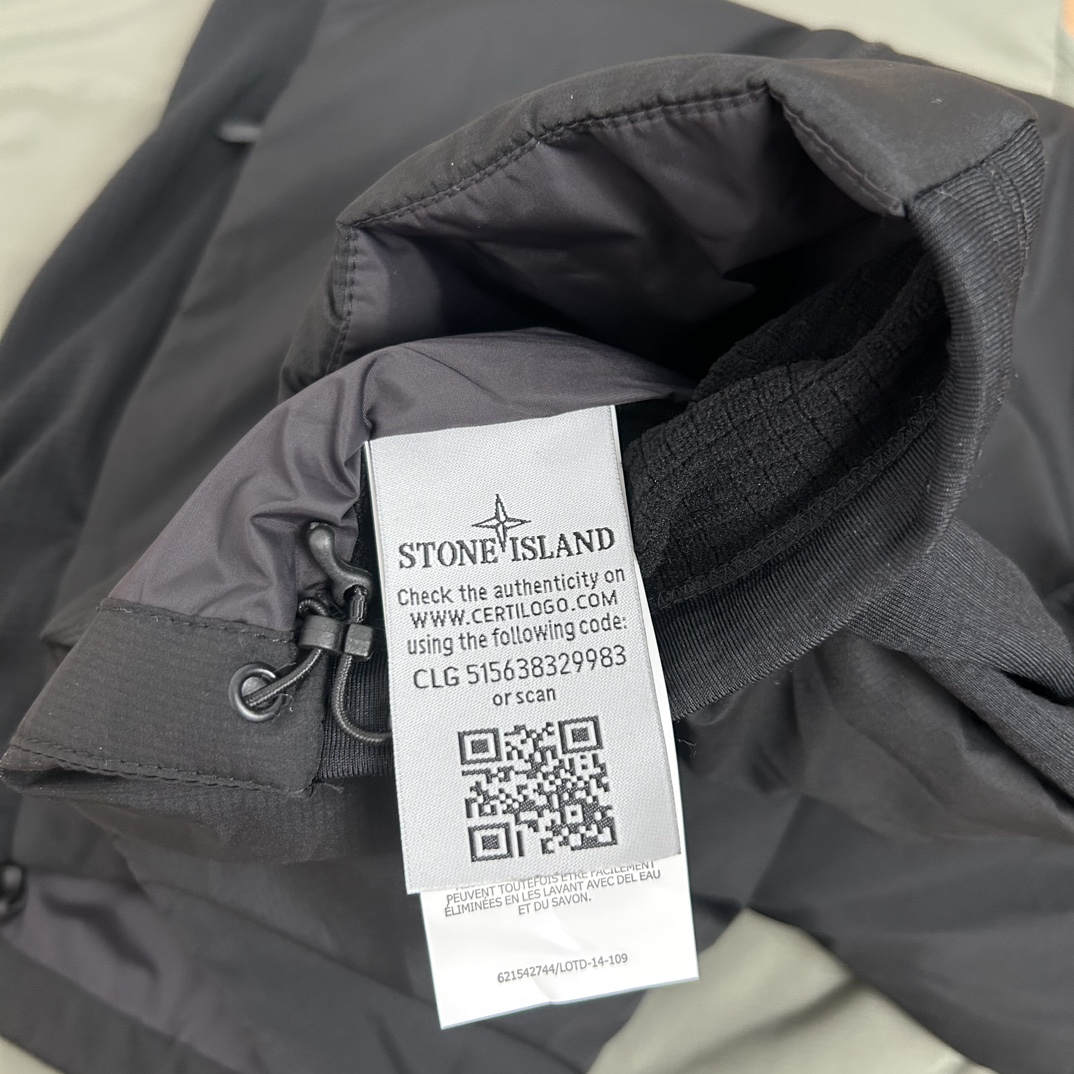 STONE ISLAND
Check the authenticity on
WWW.CERTILOGO.COM
using the following code:
CLG 515638329983
or scan
ÊTRE FACILEMENT
PEUVENT TOUTEFOIS
ÉLIMINÉES EN LES LAVANT AVEC DEL EAU
ET DU SAVON.
621542744/LOTD-14-109